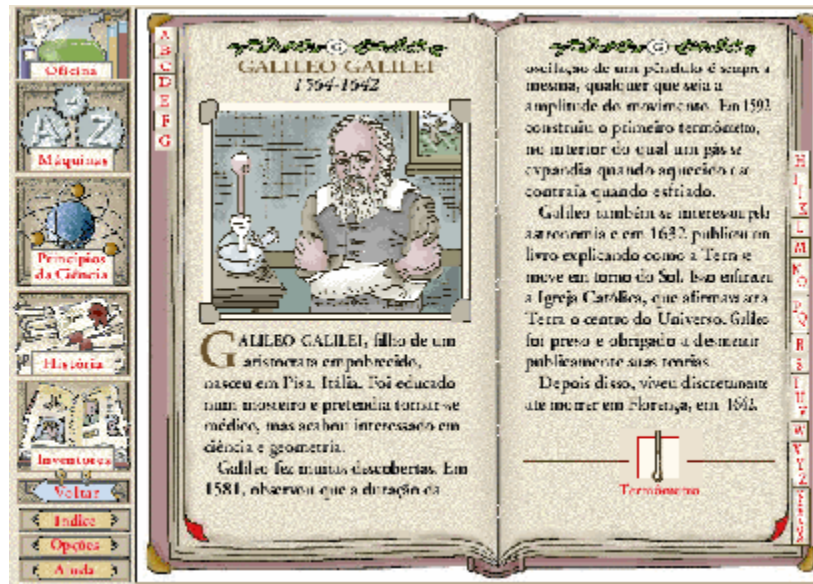 Oficina
Máquinas
Princípios
da Ciência
História
Inventores
Voltar
Índice
Opções
Ajuda
A
B
C
D
E
F
G
G
GALILEO GALILEI
1564-1642
GALILEO GALILEI, filho de um
aristocrata empobrecido,
nasceu em Pisa, Itália. Foi educado
num mosteiro e pretendia tornar-se
médico, mas acabou interessado em
ciência e geometria.
Galileo fez muitas descobertas. Em
1581, observou que a duração da
G
oscilação de um pêndulo é sempre a
mesma, qualquer que seja a
amplitude do movimento. Em 1592
construiu o primeiro termômetro,
no interior do qual um gás se
expandia quando aquecido e se
contraía quando esfriado.
Galileo também se interessou pela
astronomia e em 1632 publicou um
livro explicando como a Terra se
move em torno do Sol. Isso enfureceu
a Igreja Católica, que afirmava ser a
Terra o centro do Universo. Galileo
foi preso e obrigado a desmentir
publicamente suas teorias.
Depois disso, viveu discretamente
até morrer em Florença, em 1642.
Termômetro
H
I
J
K
L
M
N
O
P
Q
R
S
T
U
V
W
X
Y
Z